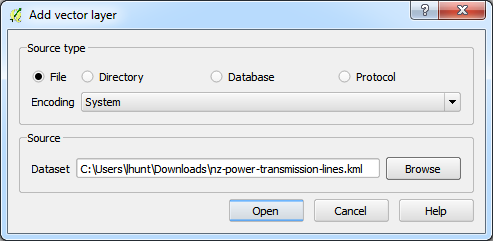 Add vector layer
Source type
File Directory Database Protocol
Encoding System
Source
Dataset C:\Users\lhunt\Downloads\nz-power-transmission-lines.kml Browse
Open Cancel Help